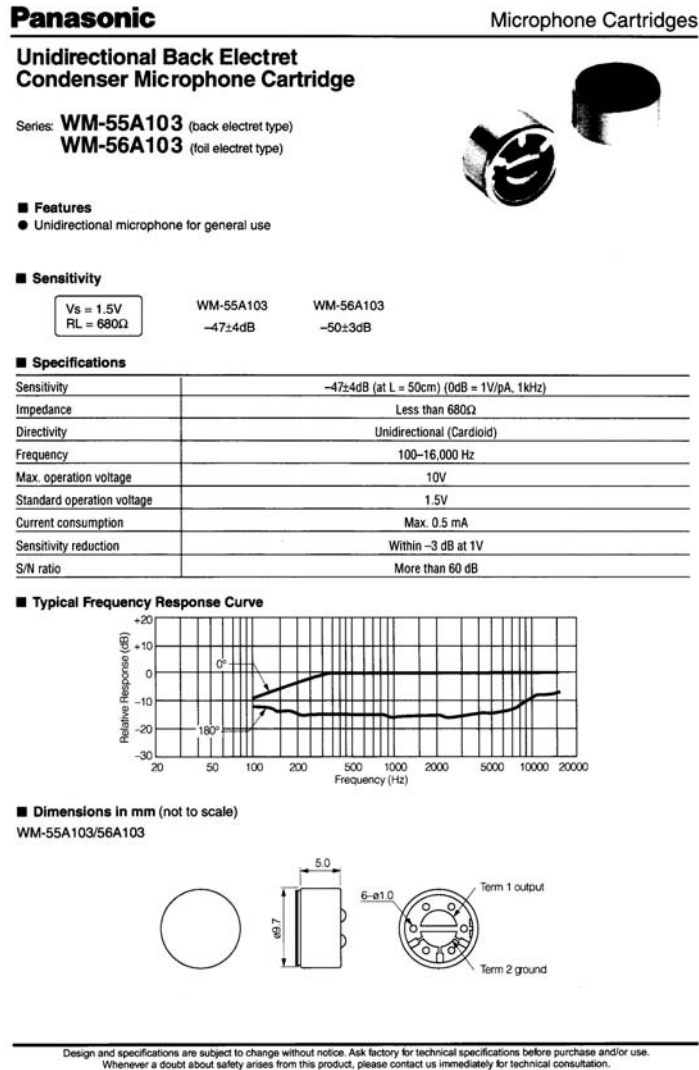 Panasonic
Microphone Cartridges
Unidirectional Back Electret
Condenser Microphone Cartridge
Series: WM-55A103 (back electret type)
WM-56A103 (foil electret type)
■ Features
● Unidirectional microphone for general use
■ Sensitivity
Vs = 1.5V WM-55A103 WM-56A103
RL = 680Ω –47±4dB –50±3dB
■ Specifications
Sensitivity –47±4dB (at L = 50cm) (0dB = 1V/pA, 1kHz)
Impedance Less than 680Ω
Directivity Unidirectional (Cardioid)
Frequency 100–16,000 Hz
Max. operation voltage 10V
Standard operation voltage 1.5V
Current consumption Max. 0.5 mA
Sensitivity reduction Within –3 dB at 1V
S/N ratio More than 60 dB
■ Typical Frequency Response Curve
Relative Response (dB)
+20
+10
0
–10
–20
–30
0°
180°
20 50 100 200 500 1000 2000 5000 10000 20000
Frequency (Hz)
■ Dimensions in mm (not to scale)
WM-55A103/56A103
5.0
ø9.7
6–ø1.0
Term 1 output
Term 2 ground
Design and specifications are subject to change without notice. Ask factory for technical specifications before purchase and/or use.
Whenever a doubt about safety arises from this product, please contact us immediately for technical consultation.